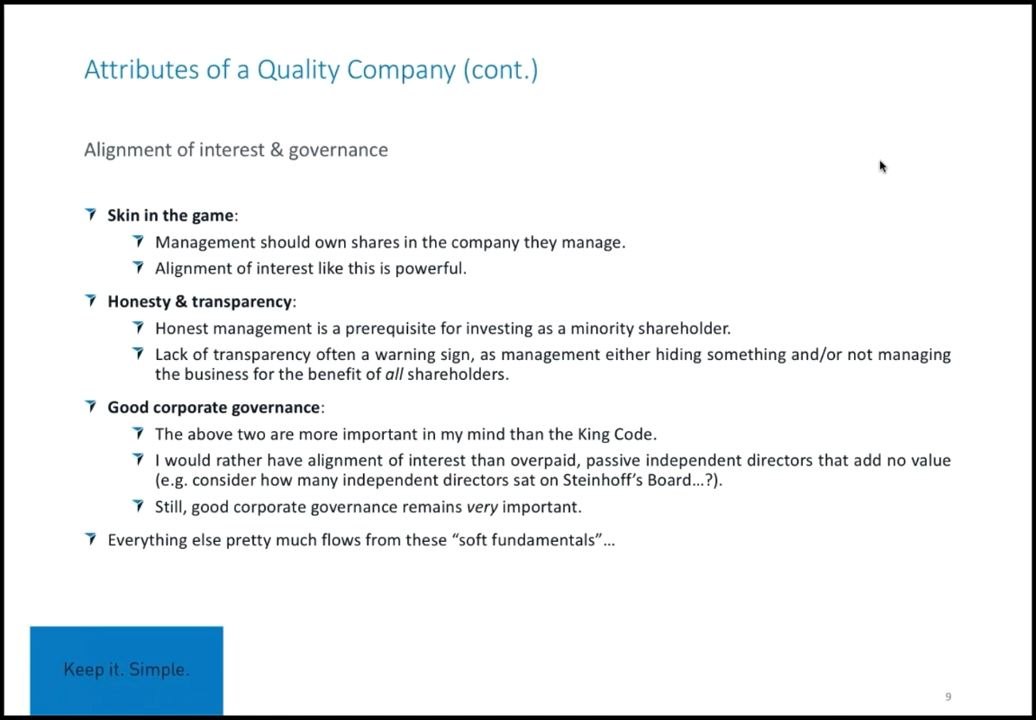 Attributes of a Quality Company (cont.)
Alignment of interest & governance
Skin in the game:
Management should own shares in the company they manage.
Alignment of interest like this is powerful.
Honesty & transparency:
Honest management is a prerequisite for investing as a minority shareholder.
Lack of transparency often a warning sign, as management either hiding something and/or not managing
the business for the benefit of all shareholders.
Good corporate governance:
The above two are more important in my mind than the King Code.
I would rather have alignment of interest than overpaid, passive independent directors that add no value
(e.g. consider how many independent directors sat on Steinhoff's Board...?).
Still, good corporate governance remains very important.
Everything else pretty much flows from these “soft fundamentals”...
Keep it. Simple.
9